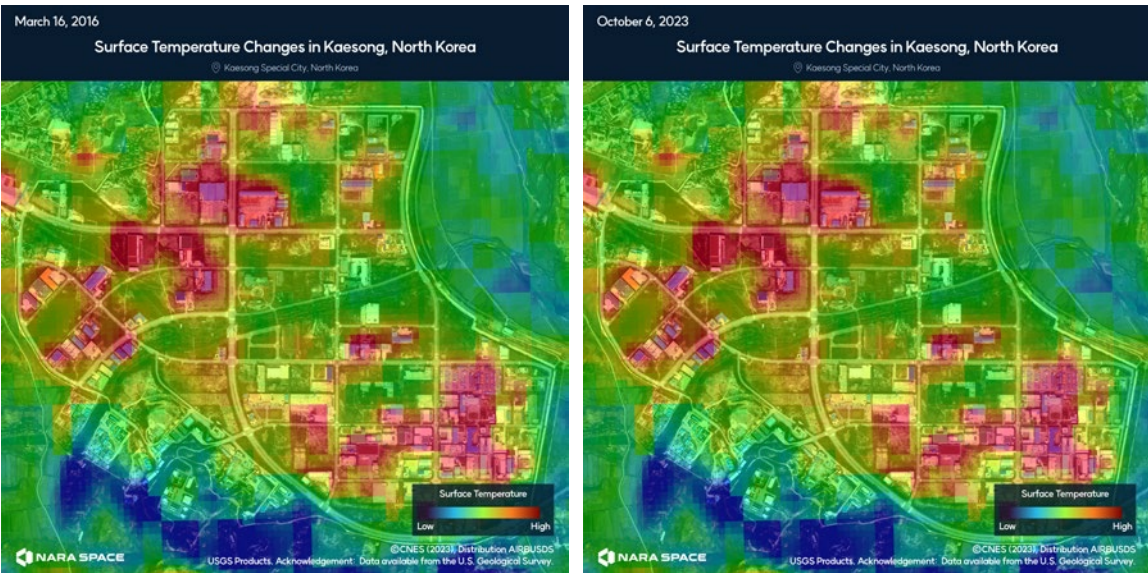 March 16, 2016
Surface Temperature Changes in Kaesong, North Korea
Kaesong Special City, North Korea
Surface Temperature
Low High
NARA SPACE
©CNES (2023), Distribution AIRBUSDS
USGS Products. Acknowledgement: Data available from the U.S. Geological Survey.
October 6, 2023
Surface Temperature Changes in Kaesong, North Korea
Kaesong Special City, North Korea
Surface Temperature
Low High
NARA SPACE
©CNES (2023), Distribution AIRBUSDS
USGS Products. Acknowledgement: Data available from the U.S. Geological Survey.